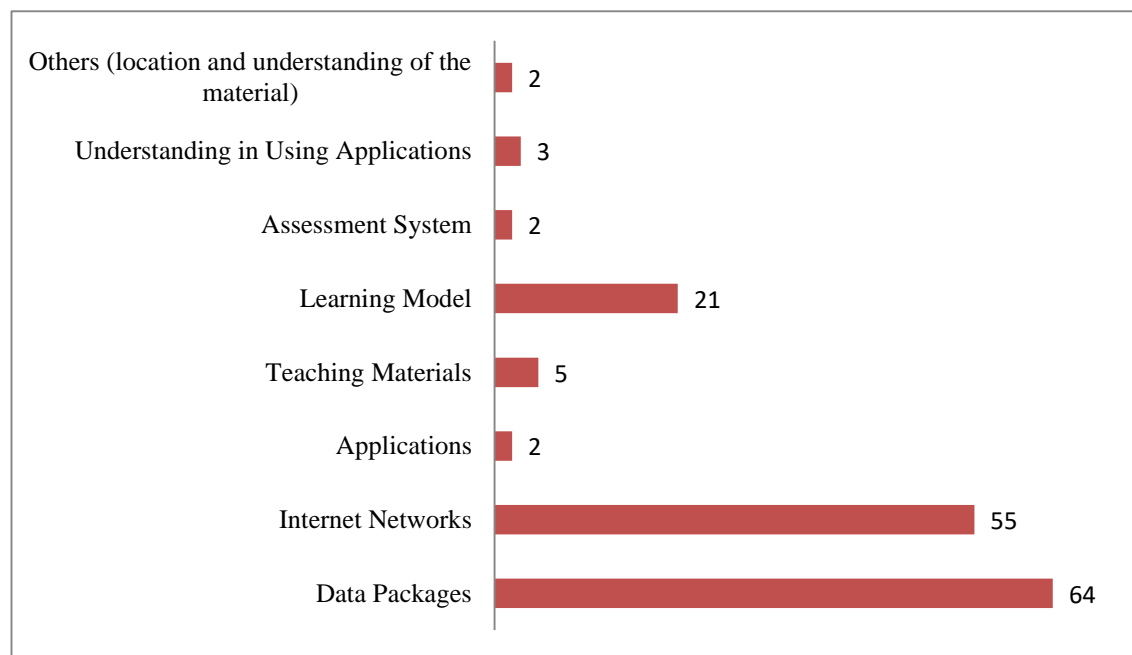 Others (location and understanding of the
material)
2
Understanding in Using Applications
3
Assessment System
2
Learning Model
21
Teaching Materials
5
Applications
2
Internet Networks
55
Data Packages
64